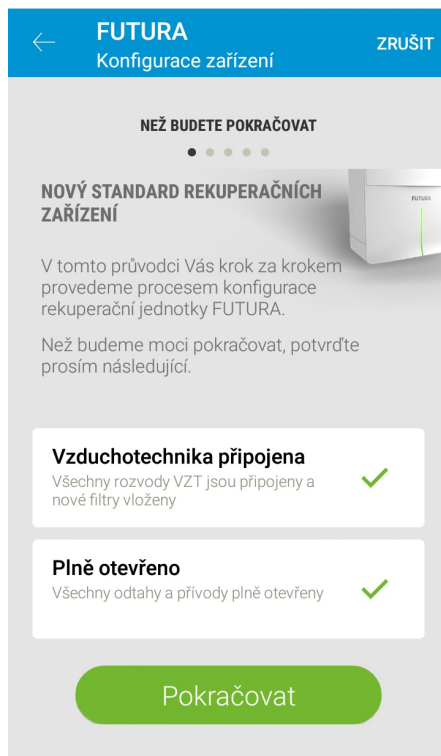 FUTURA
Konfigurace zařízení
ZRUŠIT
NEŽ BUDETE POKRAČOVAT
NOVÝ STANDARD REKUPERAČNÍCH
ZAŘÍZENÍ
FUTURA
V tomto průvodci Vás krok za krokem
provedeme procesem konfigurace
rekuperační jednotky FUTURA.
Než budeme moci pokračovat, potvrďte
prosím následující.
Vzduchotechnika připojena
Všechny rozvody VZT jsou připojeny a
nové filtry vloženy
Plně otevřeno
Všechny odtahy a přívody plně otevřeny
Pokračovat